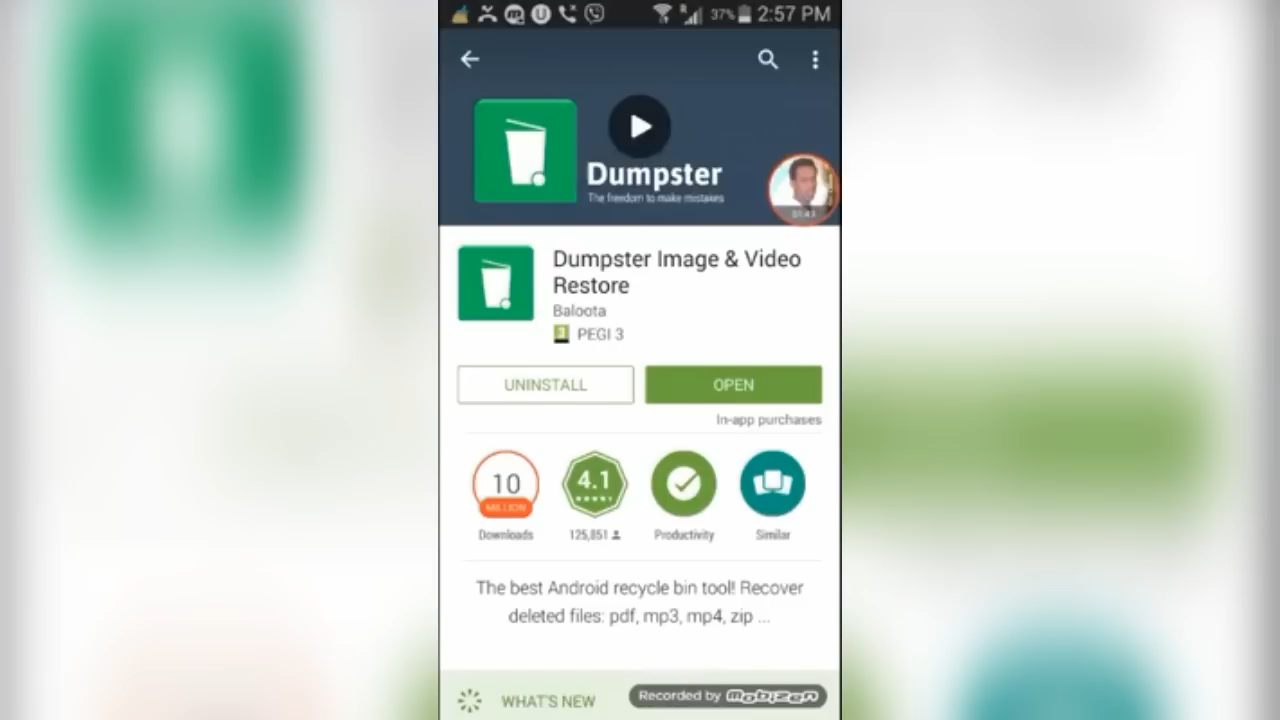 37% 2:57 PM
Dumpster
The freedom to make mistakes
Dumpster Image & Video
Restore
Baloota
3 PEGI 3
UNINSTALL
OPEN
In-app purchases
10
MILLION
4.1
Downloads
125,851
Productivity
Similar
The best Android recycle bin tool! Recover
deleted files: pdf, mp3, mp4, zip ...
WHAT'S NEW
Recorded by mobizen